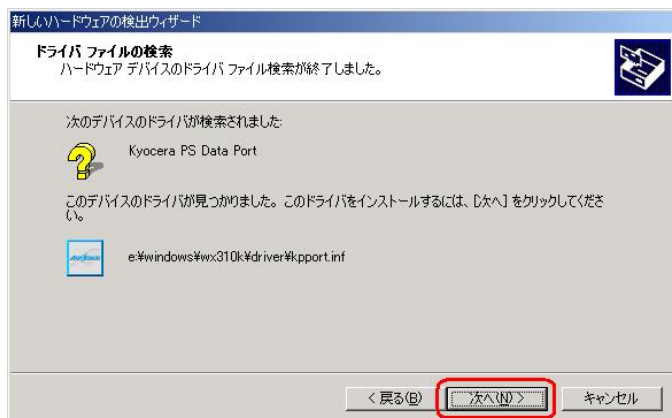 新しいハードウェアの検出ウィザード
ドライバ ファイルの検索
ハードウェア デバイスのドライバ ファイル検索が終了しました。
次のデバイスのドライバが検索されました:
Kyocera PS Data Port
このデバイスのドライバが見つかりました。このドライバをインストールするには、[次へ] をクリックしてくださ
い。
e:¥windows¥wx310k¥driver¥kpport.inf
< 戻る(B)
次へ(N) >
キャンセル